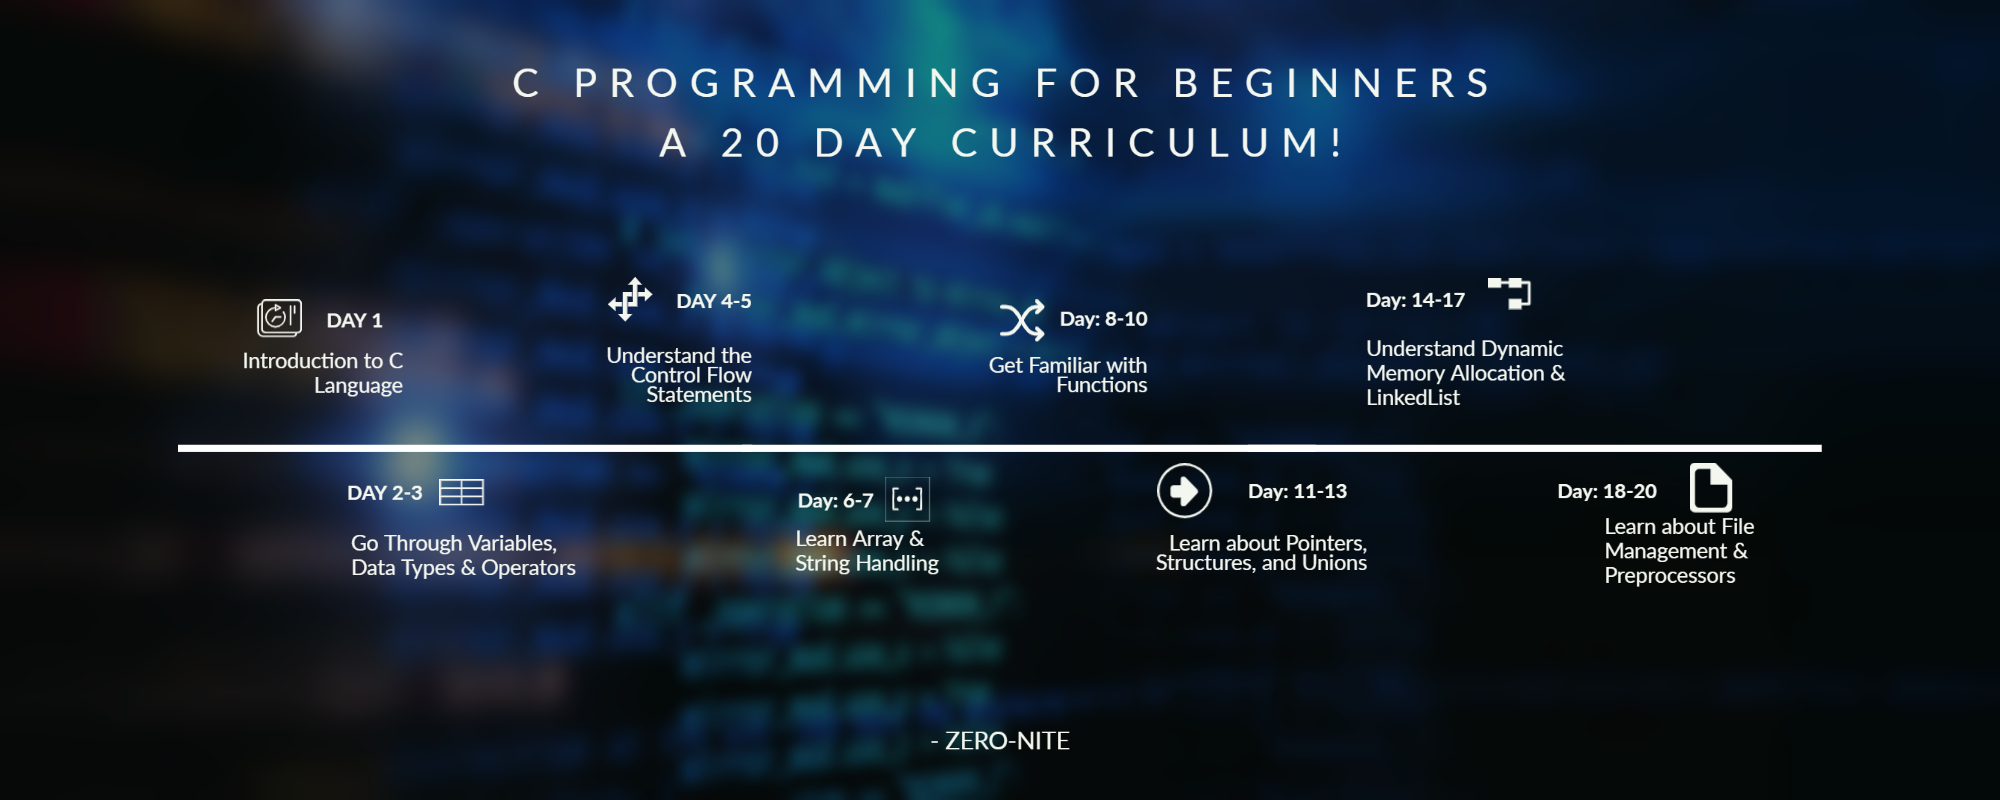 C PROGRAMMING FOR BEGINNERS
A 20 DAY CURRICULUM!
DAY 1
Introduction to C
Language
DAY 4-5
Understand the
Control Flow
Statements
Day: 8-10
Get Familiar with
Functions
Day: 14-17
Understand Dynamic
Memory Allocation &
LinkedList
DAY 2-3
Go Through Variables,
Data Types & Operators
Day: 6-7
Learn Array &
String Handling
Day: 11-13
Learn about Pointers,
Structures, and Unions
Day: 18-20
Learn about File
Management &
Preprocessors
- ZERO-NITE